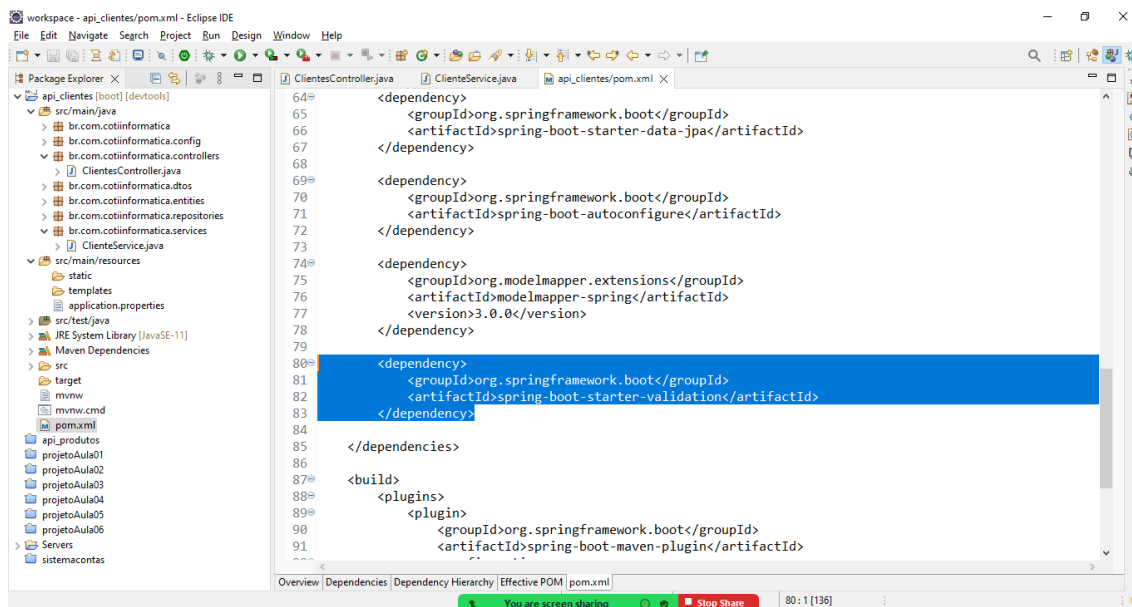 workspace - api_clientes/pom.xml - Eclipse IDE
File Edit Navigate Search Project Run Design Window Help
Package Explorer
api_clientes [boot] [devtools]
src/main/java
br.com.cotiinformatica
br.com.cotiinformatica.config
br.com.cotiinformatica.controllers
ClientesController.java
br.com.cotiinformatica.dtos
br.com.cotiinformatica.entities
br.com.cotiinformatica.repositories
br.com.cotiinformatica.services
ClienteService.java
src/main/resources
static
templates
application.properties
src/test/java
JRE System Library [JavaSE-11]
Maven Dependencies
src
target
mvnw
mvnw.cmd
pom.xml
api_produtos
projetoAula01
projetoAula02
projetoAula03
projetoAula04
projetoAula05
projetoAula06
Servers
sistemacontas
ClientesController.java ClienteService.java api_clientes/pom.xml
64 <dependency>
65 <groupId>org.springframework.boot</groupId>
66 <artifactId>spring-boot-starter-data-jpa</artifactId>
67 </dependency>
68
69 <dependency>
70 <groupId>org.springframework.boot</groupId>
71 <artifactId>spring-boot-autoconfigure</artifactId>
72 </dependency>
73
74 <dependency>
75 <groupId>org.modelmapper.extensions</groupId>
76 <artifactId>modelmapper-spring</artifactId>
77 <version>3.0.0</version>
78 </dependency>
79
80 <dependency>
81 <groupId>org.springframework.boot</groupId>
82 <artifactId>spring-boot-starter-validation</artifactId>
83 </dependency>
84
85 </dependencies>
86
87 <build>
88 <plugins>
89 <plugin>
90 <groupId>org.springframework.boot</groupId>
91 <artifactId>spring-boot-maven-plugin</artifactId>
Overview Dependencies Dependency Hierarchy Effective POM pom.xml
You are screen sharing Stop Share 80 : 1 [136]